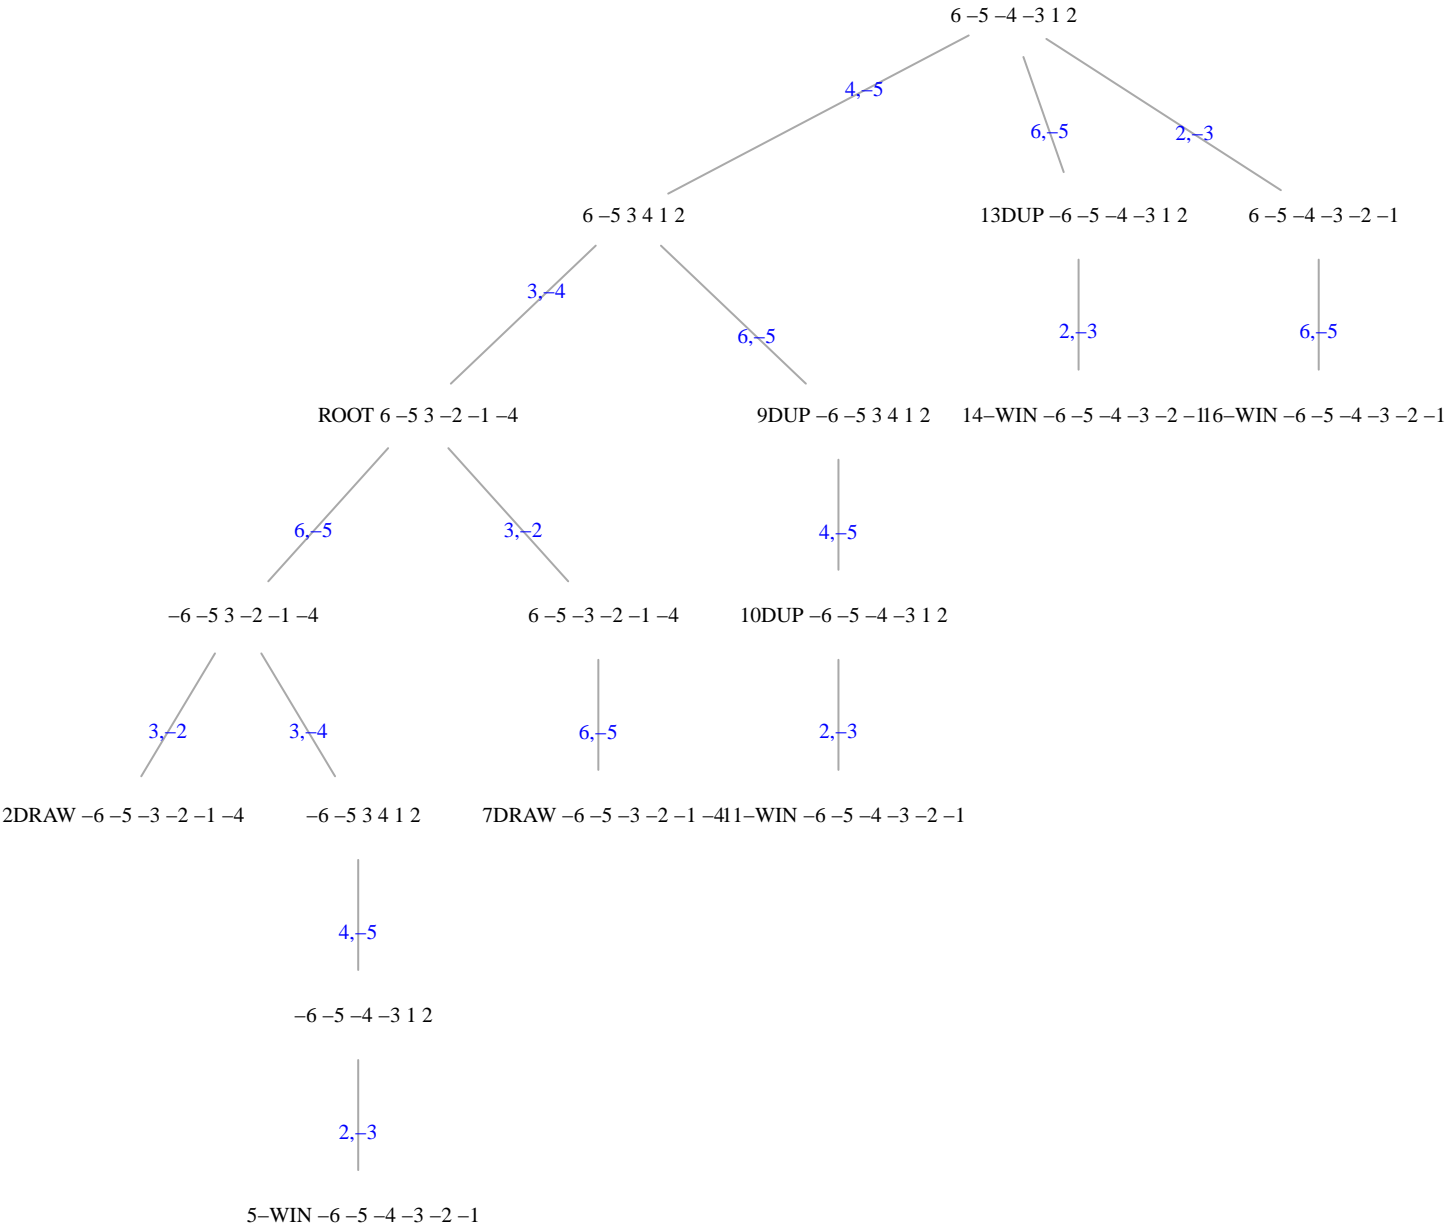 6 –5 –4 –3 1 2
4,–5
6,–5
2,–3
6 –5 3 4 1 2
13DUP –6 –5 –4 –3 1 2
6 –5 –4 –3 –2 –1
3,–4
6,–5
2,–3
6,–5
ROOT 6 –5 3 –2 –1 –4
9DUP –6 –5 3 4 1 2
14–WIN –6 –5 –4 –3 –2 –1
16–WIN –6 –5 –4 –3 –2 –1
6,–5
3,–2
4,–5
–6 –5 3 –2 –1 –4
6 –5 –3 –2 –1 –4
10DUP –6 –5 –4 –3 1 2
3,–2
3,–4
6,–5
2,–3
2DRAW –6 –5 –3 –2 –1 –4
–6 –5 3 4 1 2
7DRAW –6 –5 –3 –2 –1 –4
11–WIN –6 –5 –4 –3 –2 –1
4,–5
–6 –5 –4 –3 1 2
2,–3
5–WIN –6 –5 –4 –3 –2 –1